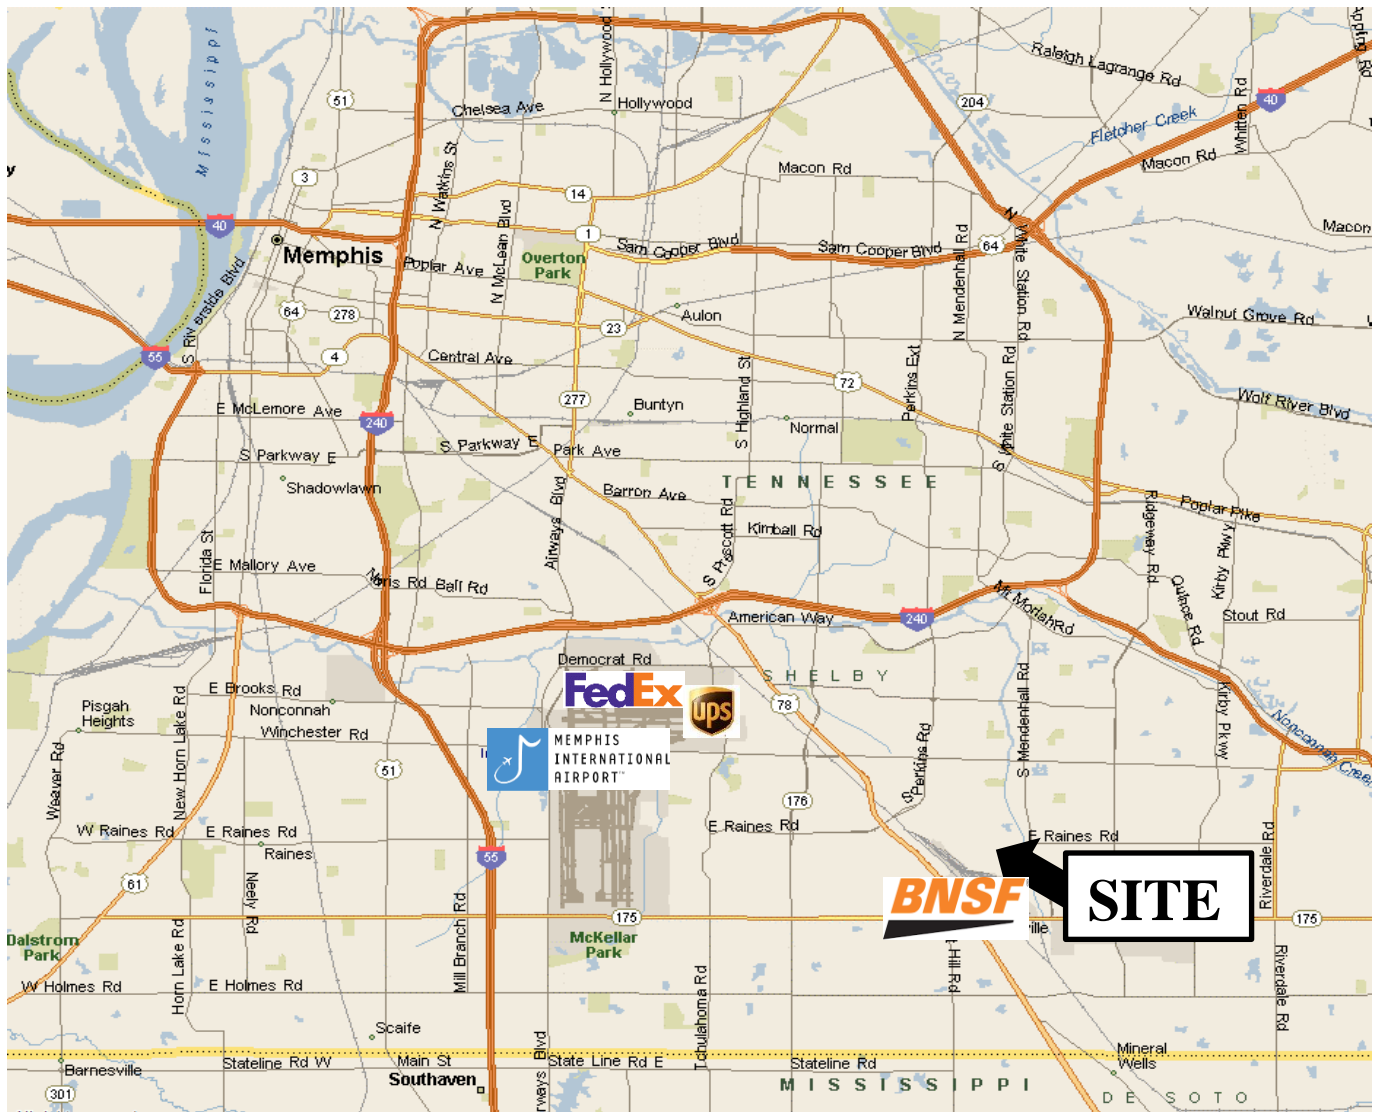 Mississippi
51
Chelsea Ave
N Hollywood
Hollywood
Raleigh Lagrange Rd
204
40
Whitten Rd
Fletcher Creek
Macon Rd
Macon Rd
Macon
3
N Watkins St
14
N McLean Blvd
1
40
Memphis
Poplar Ave
Overton
Park
Sam Cooper Blvd
Sam Cooper Blvd
64
N White Station Rd
N Mendenhall Rd
S Riverside Blvd
64
278
23
Aulon
Walnut Grove Rd
55
4
Central Ave
72
Perkins Ext
White Station Rd
S
S Highland St
Wolf River Blvd
E McLemore Ave
240
277
Buntyn
Normal
S Parkway E
S Parkway E
Park Ave
Shadowlawn
TENNESSEE
Barron Ave
Airways Blvd
S Prescott Rd
Kimball Rd
Ridgeway Rd
Poplar Pike
Kirby Pkwy
Florida St
E Mallory Ave
Norris Rd
Ball Rd
American Way
240
Mt Moriah Rd
Quince Rd
Stout Rd
Democrat Rd
SHELBY
FedEx
ups
78
E Brooks Rd
Nonconnah
Pisgah
Heights
New Horn Lake Rd
Winchester Rd
51
MEMPHIS
INTERNATIONAL
AIRPORT™
S Perkins Rd
S Mendenhall Rd
Kirby Pkwy
Nonconnah Creek
Weaver Rd
176
W Raines Rd
E Raines Rd
Raines
55
E Raines Rd
E Raines Rd
Riverdale Rd
61
Neely Rd
BNSF
SITE
175
175
ville
Dalstrom
Park
McKellar
Park
Horn Lake Rd
Mill Branch Rd
W Holmes Rd
E Holmes Rd
Tchulahoma Rd
Hill Rd
Riverdale Rd
Scaife
Stateline Rd W
Main St
State Line Rd E
Stateline Rd
Mineral
Wells
Barnesville
Southaven
rways Blvd
MISSISSIPPI
DE SOTO
301